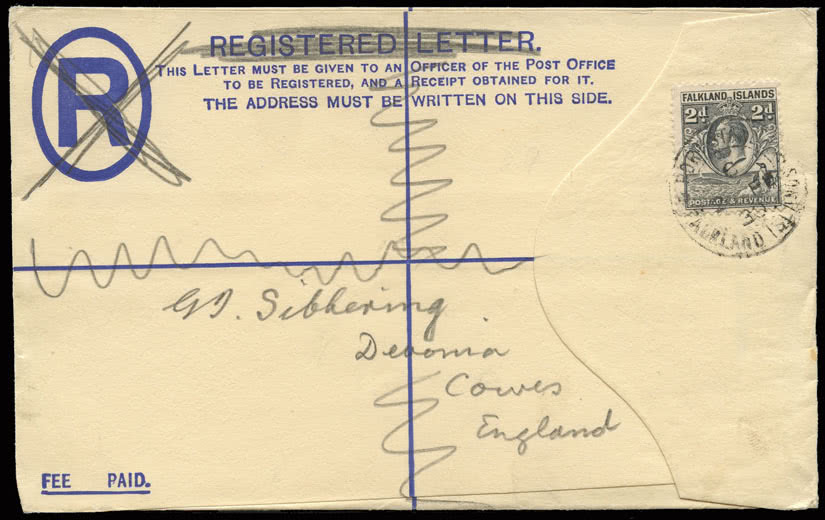 REGISTERED LETTER.
THIS LETTER MUST BE GIVEN TO AN OFFICER OF THE POST OFFICE
TO BE REGISTERED, AND A RECEIPT OBTAINED FOR IT.
THE ADDRESS MUST BE WRITTEN ON THIS SIDE.
R
FALKLAND ISLANDS
2d 2d
POSTAGE & REVENUE
FALKLAND
Sibhering
Devonia
Cowes
England
FEE PAID.